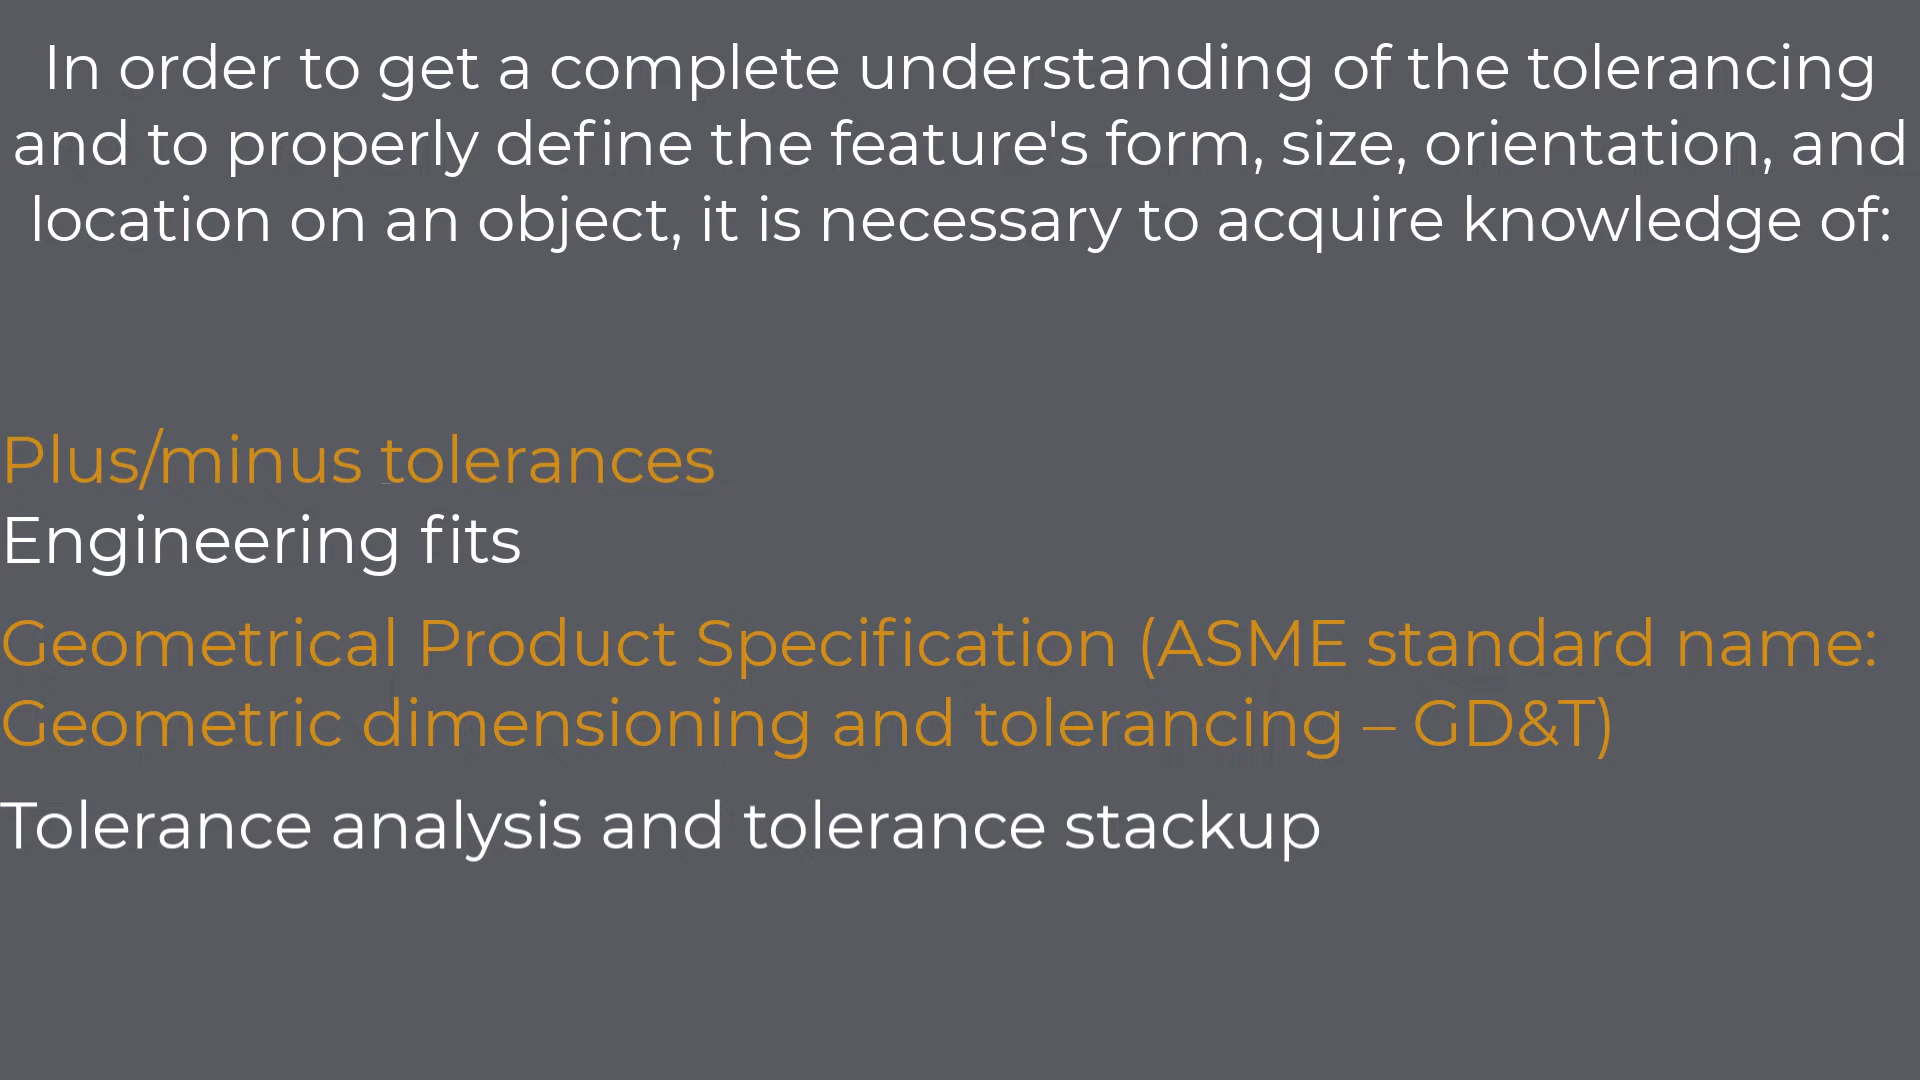 In order to get a complete understanding of the tolerancing
and to properly define the feature's form, size, orientation, and
location on an object, it is necessary to acquire knowledge of:
Plus/minus tolerances
Engineering fits
Geometrical Product Specification (ASME standard name:
Geometric dimensioning and tolerancing – GD&T)
Tolerance analysis and tolerance stackup